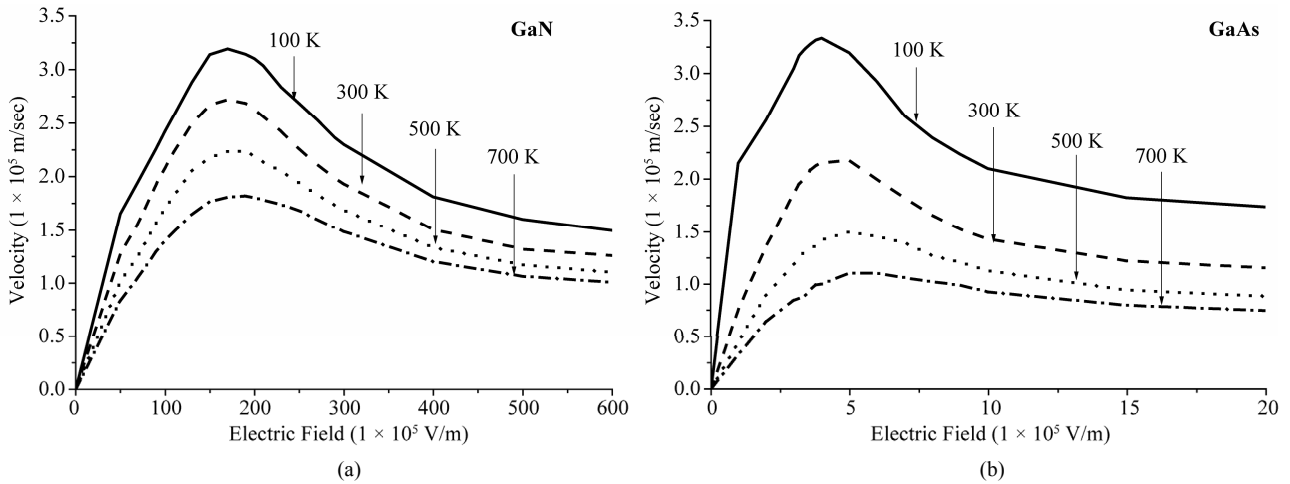 GaN
100 K
300 K
500 K
700 K
Velocity (1 × 10⁵ m/sec)
3.5
3.0
2.5
2.0
1.5
1.0
0.5
0.0
0 100 200 300 400 500 600
Electric Field (1 × 10⁵ V/m)
(a)
GaAs
100 K
300 K
500 K
700 K
Velocity (1 × 10⁵ m/sec)
3.5
3.0
2.5
2.0
1.5
1.0
0.5
0.0
0 5 10 15 20
Electric Field (1 × 10⁵ V/m)
(b)